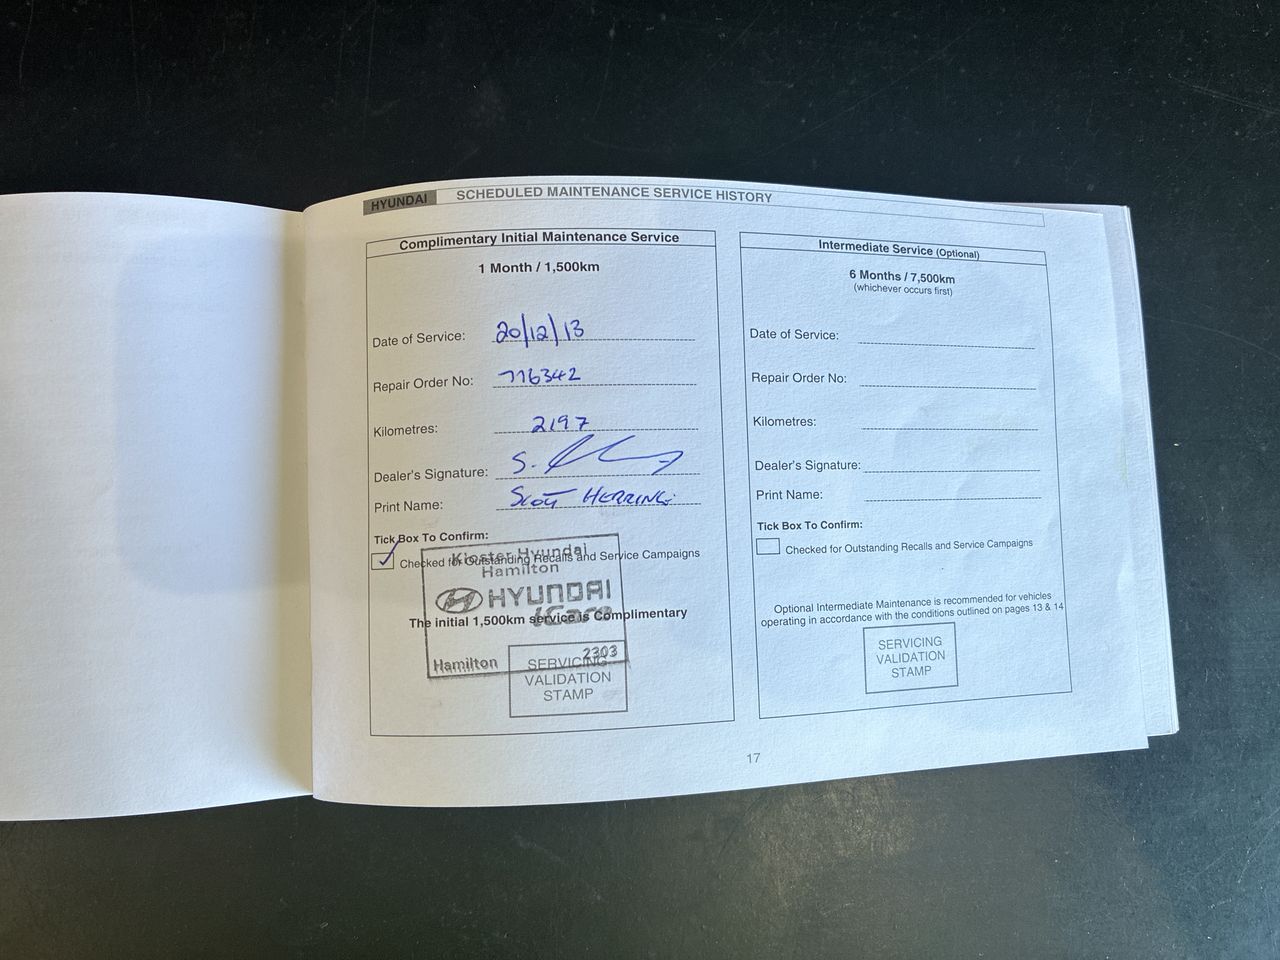 HYUNDAI SCHEDULED MAINTENANCE SERVICE HISTORY
Complimentary Initial Maintenance Service
1 Month / 1,500km
Date of Service: 20/12/13
Repair Order No: 776342
Kilometres: 2197
Dealer's Signature: S.
Print Name: SCOTT HERRING
Tick Box To Confirm:
Checked for Outstanding Recalls and Service Campaigns
Kloster Hyundai
Hamilton
HYUNDAI
iCare
The initial 1,500km service is Complimentary
Hamilton 2303
SERVICING
VALIDATION
STAMP
Intermediate Service (Optional)
6 Months / 7,500km
(whichever occurs first)
Date of Service:
Repair Order No:
Kilometres:
Dealer's Signature:
Print Name:
Tick Box To Confirm:
Checked for Outstanding Recalls and Service Campaigns
Optional Intermediate Maintenance is recommended for vehicles
operating in accordance with the conditions outlined on pages 13 & 14
SERVICING
VALIDATION
STAMP
17